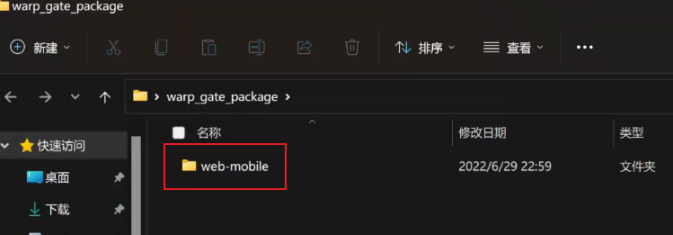 warp_gate_package
新建
排序
查看
warp_gate_package
名称
修改日期
类型
快速访问
web-mobile
2022/6/29 22:59
文件夹
桌面
下载